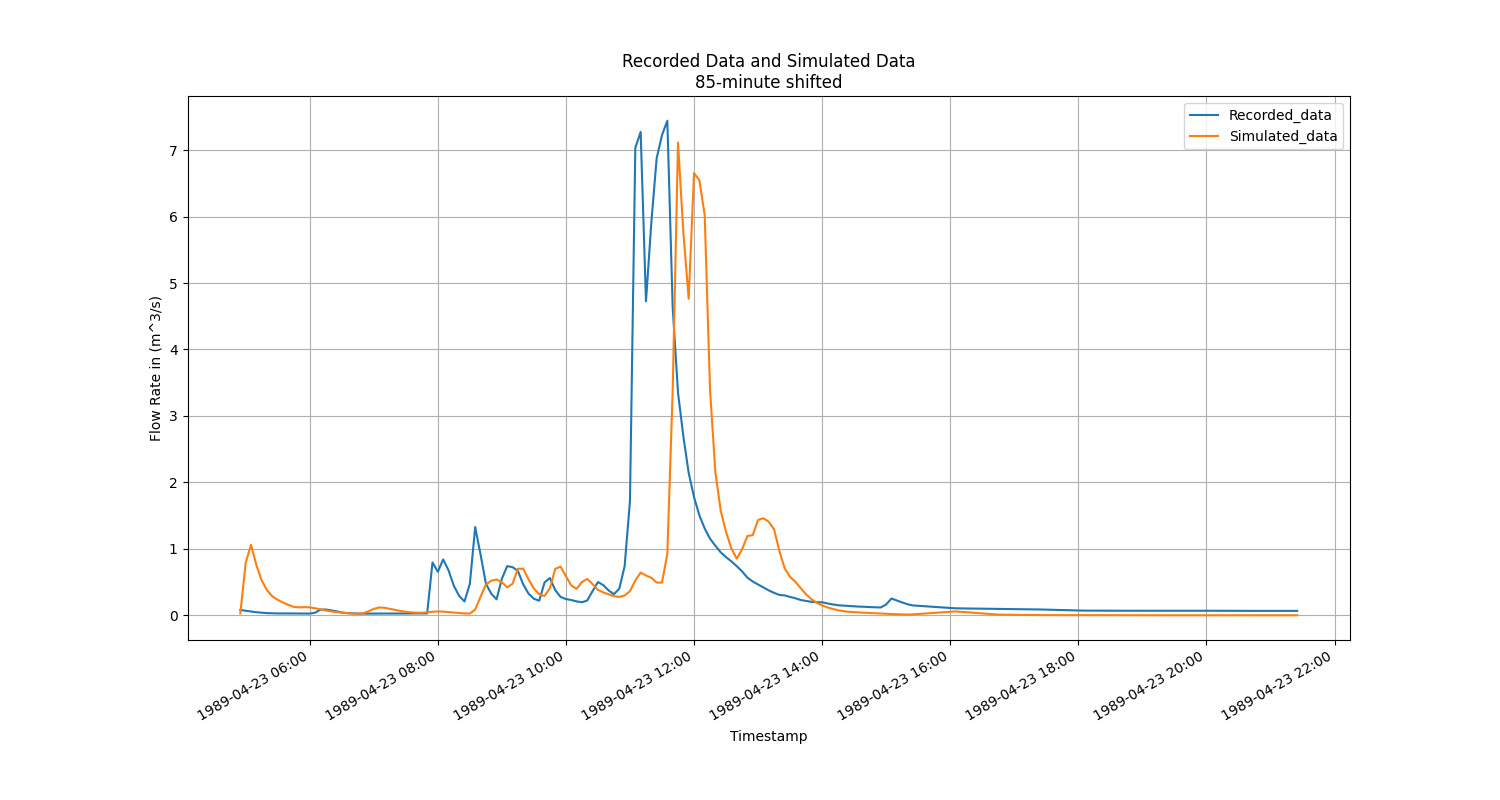 Recorded Data and Simulated Data
85-minute shifted
Recorded_data
Simulated_data
7
6
5
4
3
2
1
0
Flow Rate in (m^3/s)
1989-04-23 06:00
1989-04-23 08:00
1989-04-23 10:00
1989-04-23 12:00
1989-04-23 14:00
1989-04-23 16:00
1989-04-23 18:00
1989-04-23 20:00
1989-04-23 22:00
Timestamp